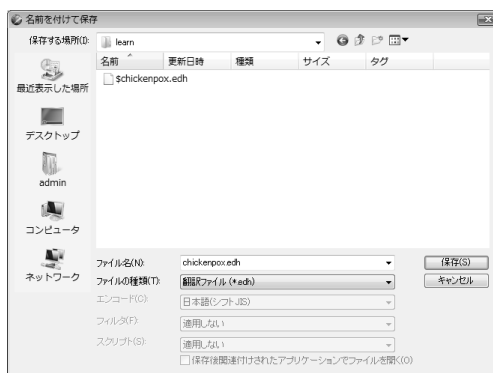 名前を付けて保存
保存する場所(I):
learn
名前
更新日時
種類
サイズ
タグ
$chickenpox.edh
最近表示した場所
デスクトップ
admin
コンピュータ
ネットワーク
ファイル名(N):
chickenpox.edh
保存(S)
ファイルの種類(T):
翻訳ファイル (*.edh)
キャンセル
エンコード(C):
日本語(シフトJIS)
フィルタ(F):
適用しない
スクリプト(S):
適用しない
保存後関連付けされたアプリケーションでファイルを開く(O)